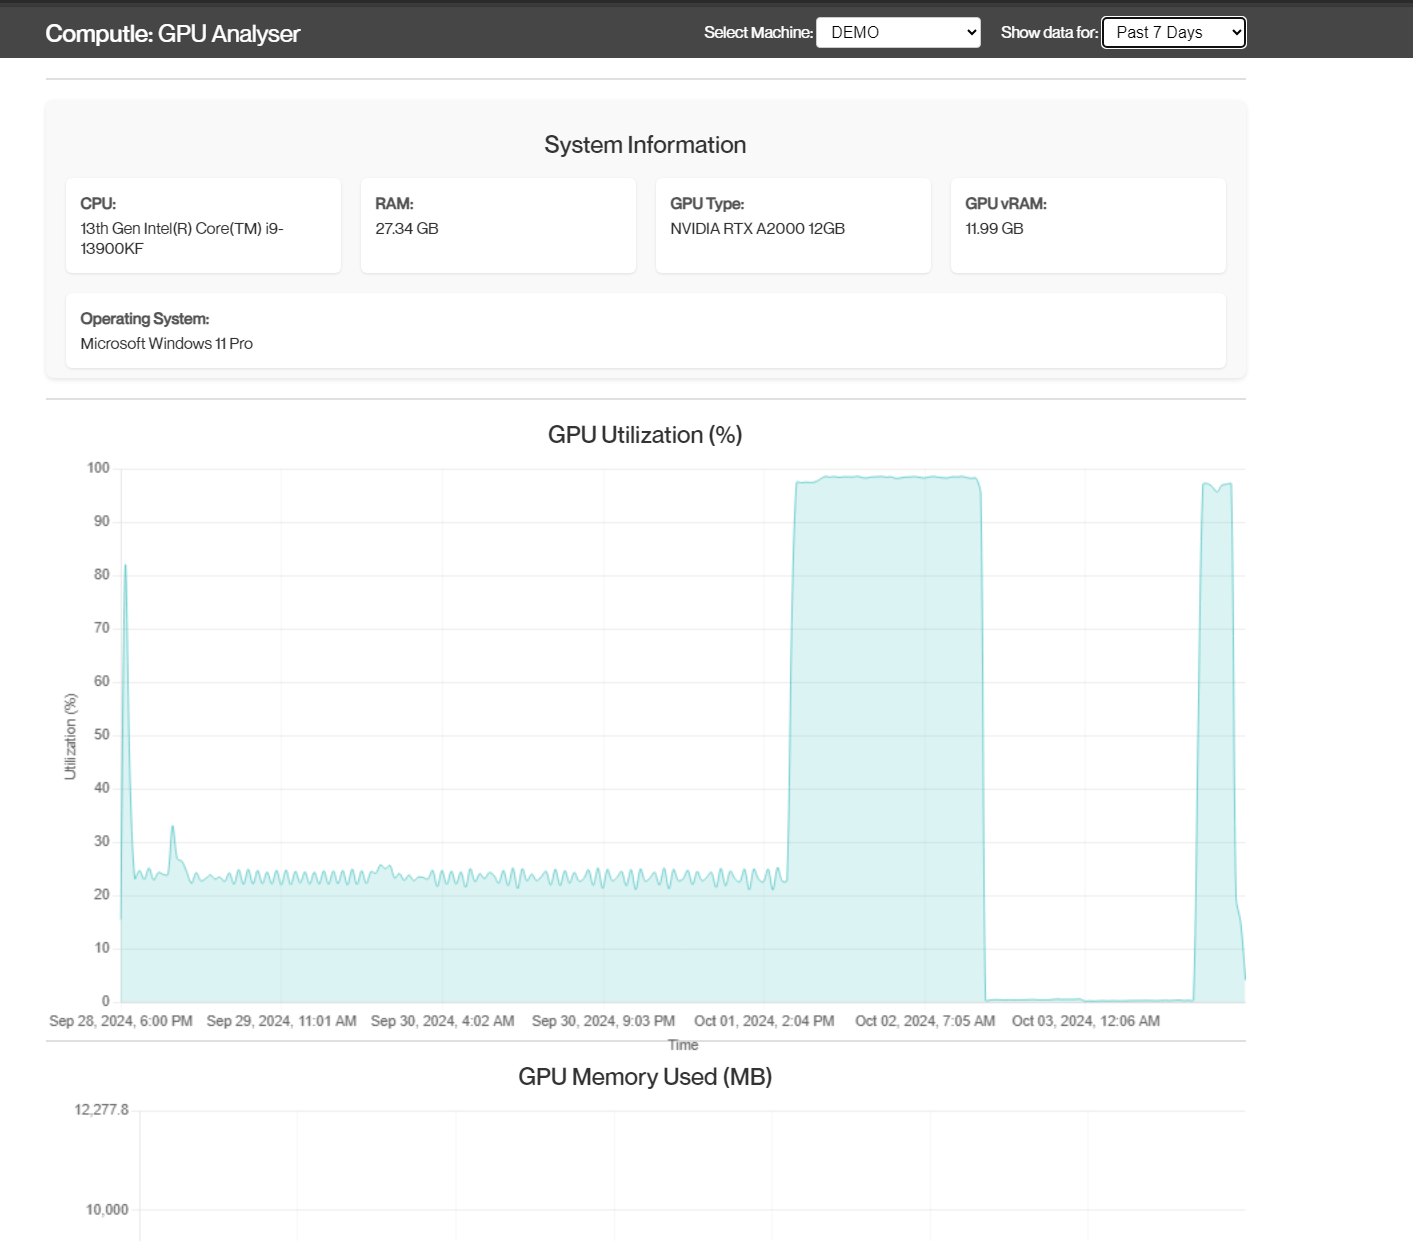 Computle: GPU Analyser
Select Machine: DEMO
Show data for: Past 7 Days
System Information
CPU:
13th Gen Intel(R) Core(TM) i9-
13900KF
RAM:
27.34 GB
GPU Type:
NVIDIA RTX A2000 12GB
GPU vRAM:
11.99 GB
Operating System:
Microsoft Windows 11 Pro
GPU Utilization (%)
100
90
80
70
60
50
40
30
20
10
0
Utilization (%)
Sep 28, 2024, 6:00 PM
Sep 29, 2024, 11:01 AM
Sep 30, 2024, 4:02 AM
Sep 30, 2024, 9:03 PM
Oct 01, 2024, 2:04 PM
Oct 02, 2024, 7:05 AM
Oct 03, 2024, 12:06 AM
Time
GPU Memory Used (MB)
12,277.8
10,000